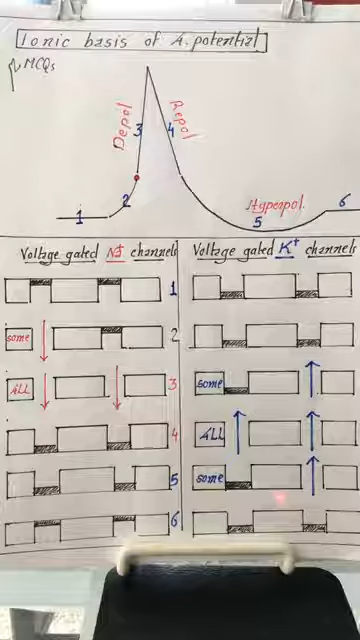 Ionic basis of A. potential
MCQs
Depol
Repol
3
4
1
2
Hyperpol.
5
6
Voltage gated Na+ channels
Voltage gated K+ channels
1
some
2
ALL
3
some
4
ALL
5
some
6